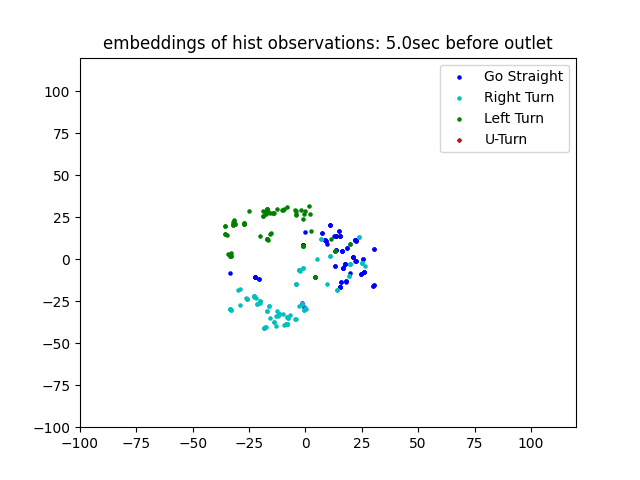 embeddings of hist observations: 5.0sec before outlet
Go Straight
Right Turn
Left Turn
U-Turn
100
75
50
25
0
−25
−50
−75
−100
−100 −75 −50 −25 0 25 50 75 100